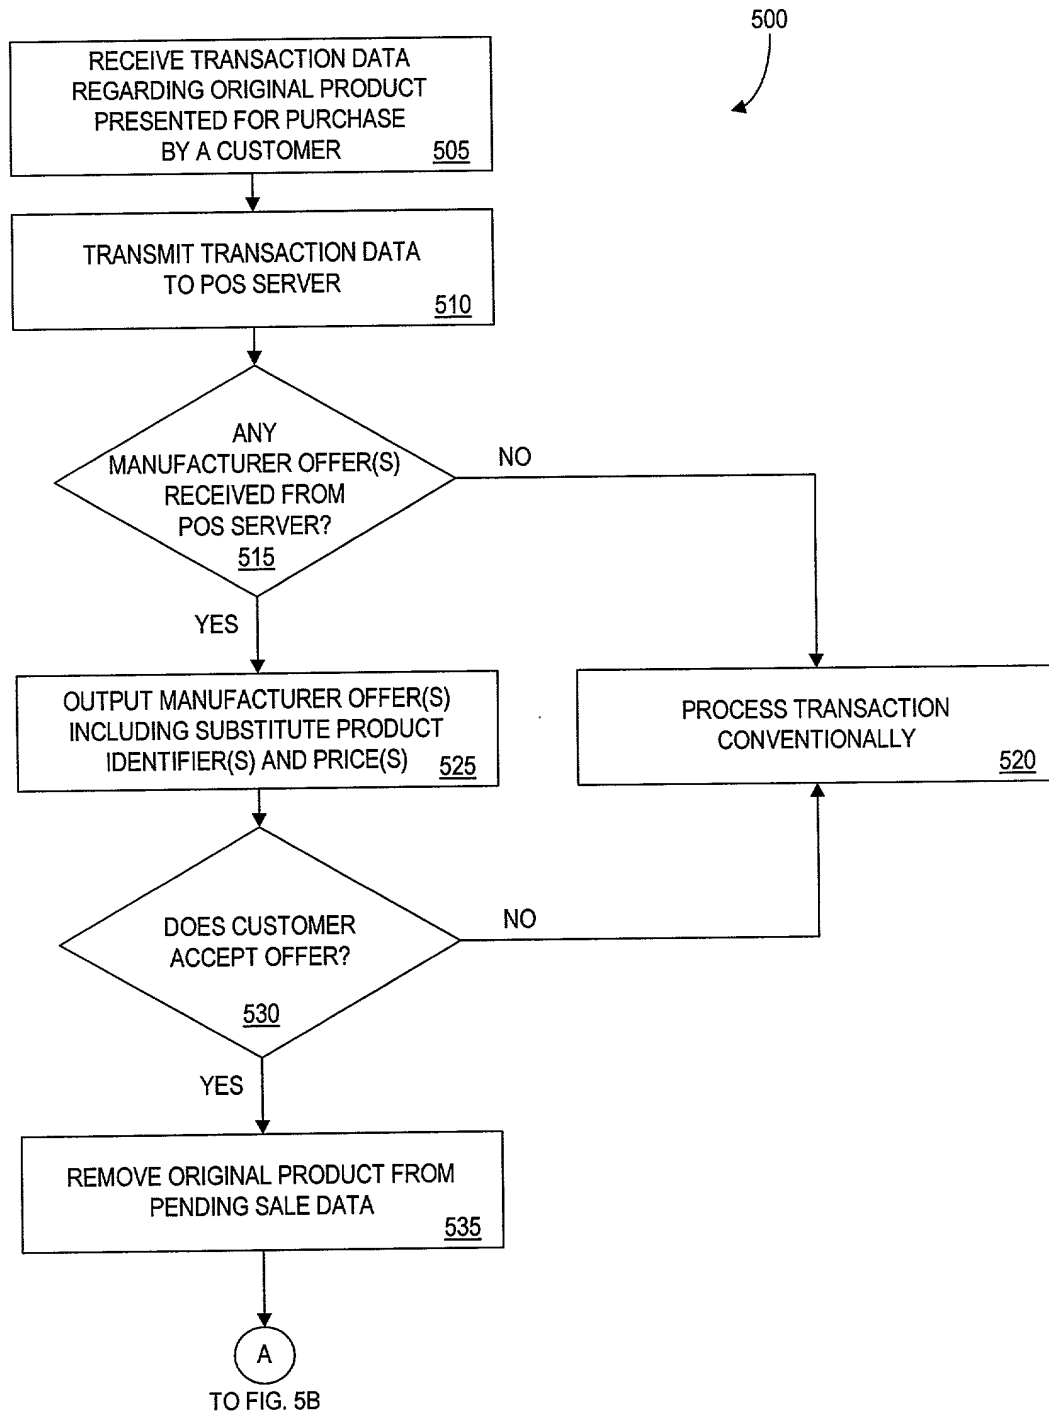 500
RECEIVE TRANSACTION DATA
REGARDING ORIGINAL PRODUCT
PRESENTED FOR PURCHASE
BY A CUSTOMER
505
TRANSMIT TRANSACTION DATA
TO POS SERVER
510
ANY
MANUFACTURER OFFER(S)
RECEIVED FROM
POS SERVER?
515
NO
YES
OUTPUT MANUFACTURER OFFER(S)
INCLUDING SUBSTITUTE PRODUCT
IDENTIFIER(S) AND PRICE(S)
525
PROCESS TRANSACTION
CONVENTIONALLY
520
DOES CUSTOMER
ACCEPT OFFER?
530
NO
YES
REMOVE ORIGINAL PRODUCT FROM
PENDING SALE DATA
535
A
TO FIG. 5B